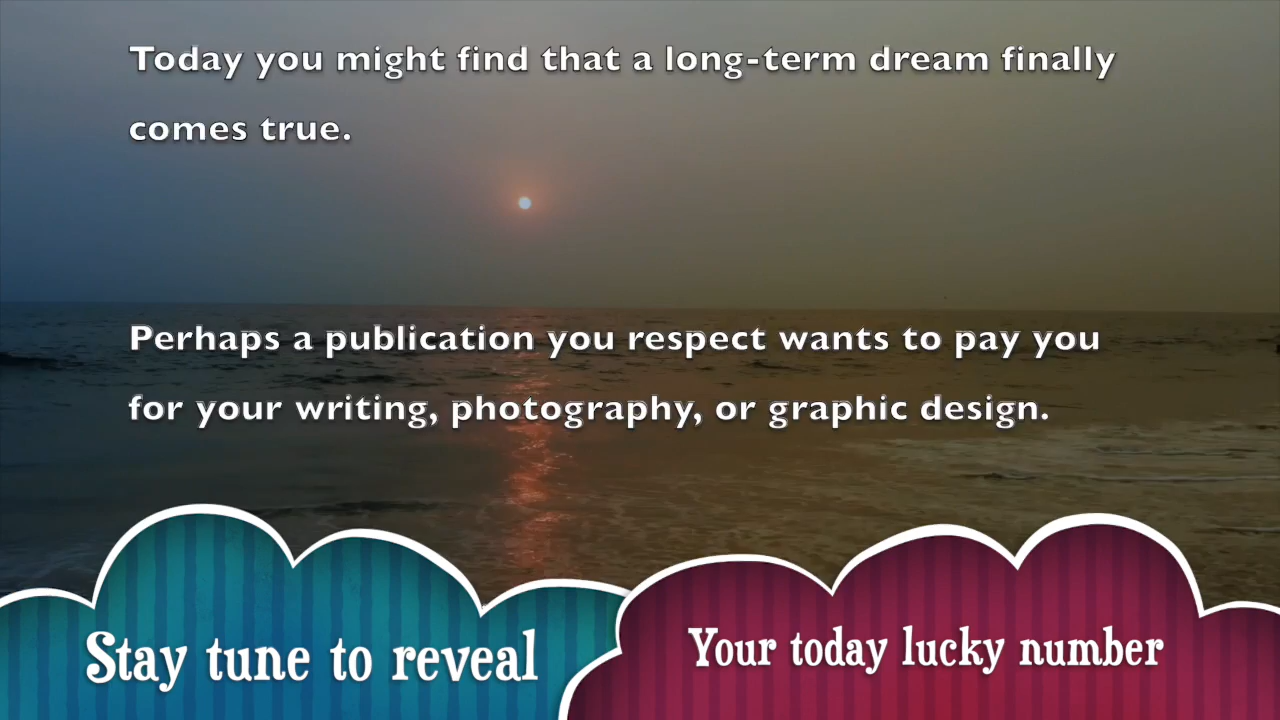 Today you might find that a long-term dream finally
comes true.
Perhaps a publication you respect wants to pay you
for your writing, photography, or graphic design.
Stay tune to reveal
Your today lucky number